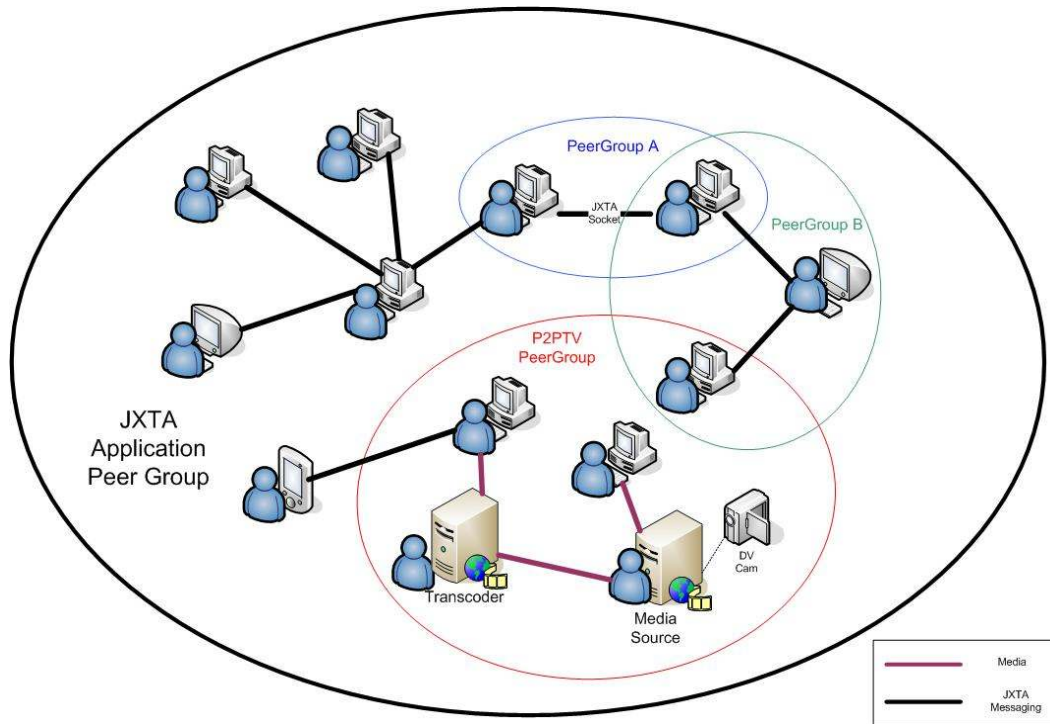 PeerGroup A
JXTA
Socket
PeerGroup B
P2PTV
PeerGroup
JXTA
Application
Peer Group
DV
Cam
Transcoder
Media
Source
Media
JXTA
Messaging